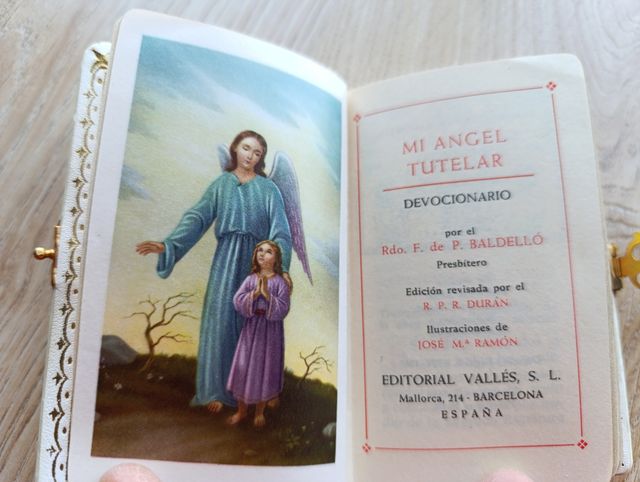 MI ANGEL
TUTELAR
DEVOCIONARIO
por el
Rdo. F. de P. BALDELLÓ
Presbítero
Edición revisada por el
R. P. R. DURÁN
Ilustraciones de
JOSÉ M.ª RAMÓN
EDITORIAL VALLÉS, S. L.
Mallorca, 214 - BARCELONA
ESPAÑA